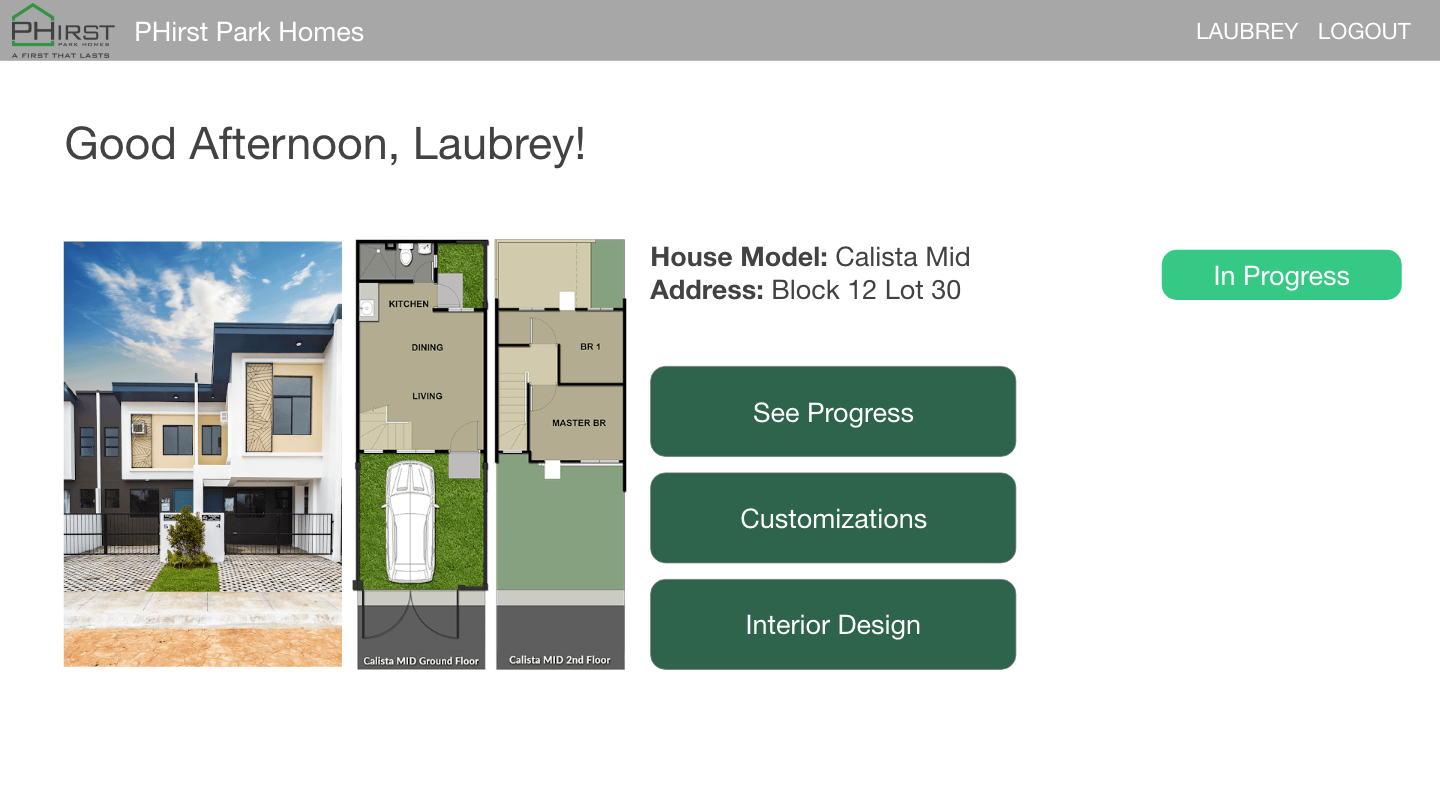 PHIRST
PARK HOMES
A FIRST THAT LASTS
PHirst Park Homes
LAUBREY LOGOUT
Good Afternoon, Laubrey!
KITCHEN
DINING
LIVING
Calista MID Ground Floor
BR 1
MASTER BR
Calista MID 2nd Floor
House Model: Calista Mid
Address: Block 12 Lot 30
In Progress
See Progress
Customizations
Interior Design